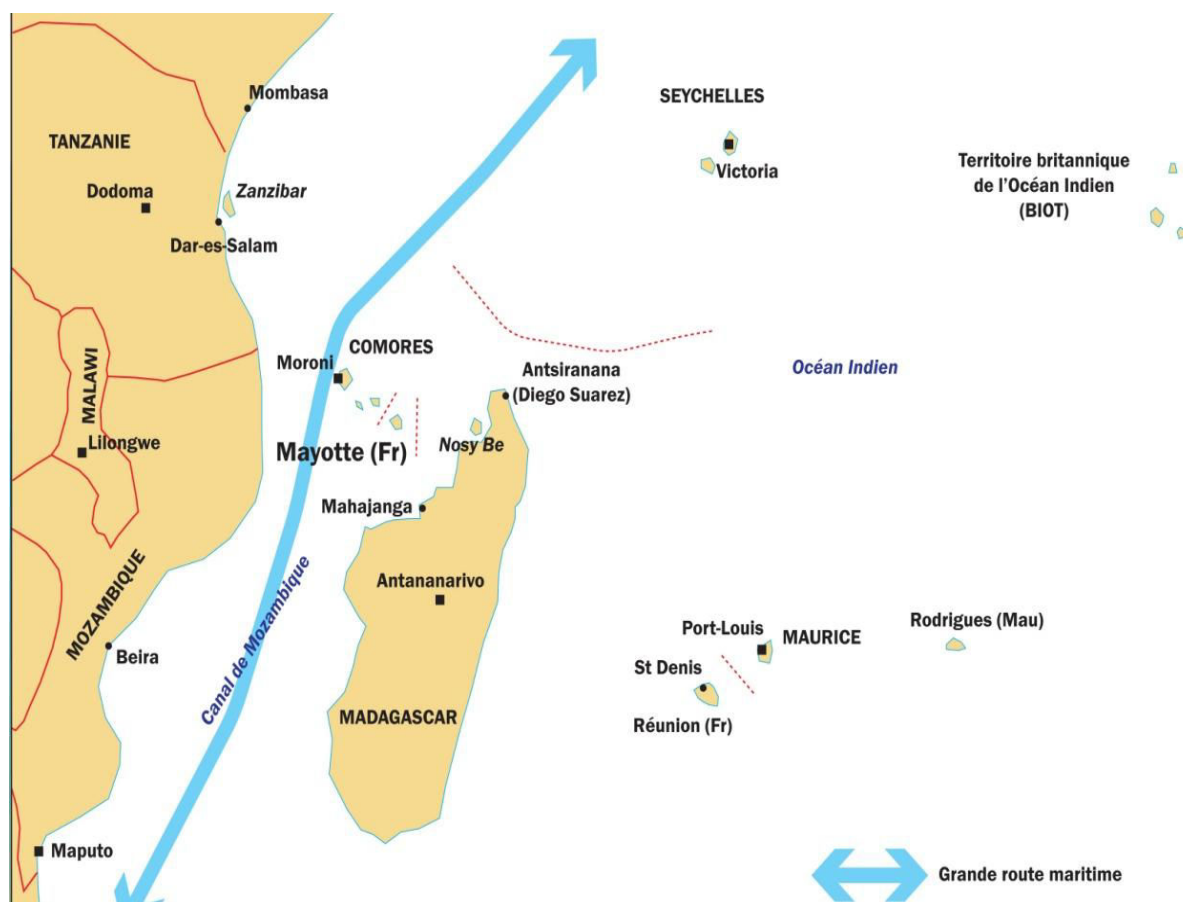 Mombasa
SEYCHELLES
TANZANIE
Victoria
Territoire britannique
de l'Océan Indien
(BIOT)
Dodoma
Zanzibar
Dar-es-Salam
MALAWI
Moroni
COMORES
Antsiranana
(Diego Suarez)
Océan Indien
Lilongwe
Mayotte (Fr)
Nosy Be
Mahajanga
MOZAMBIQUE
Canal de Mozambique
Antananarivo
Beira
Port-Louis
MAURICE
Rodrigues (Mau)
St Denis
MADAGASCAR
Réunion (Fr)
Maputo
Grande route maritime